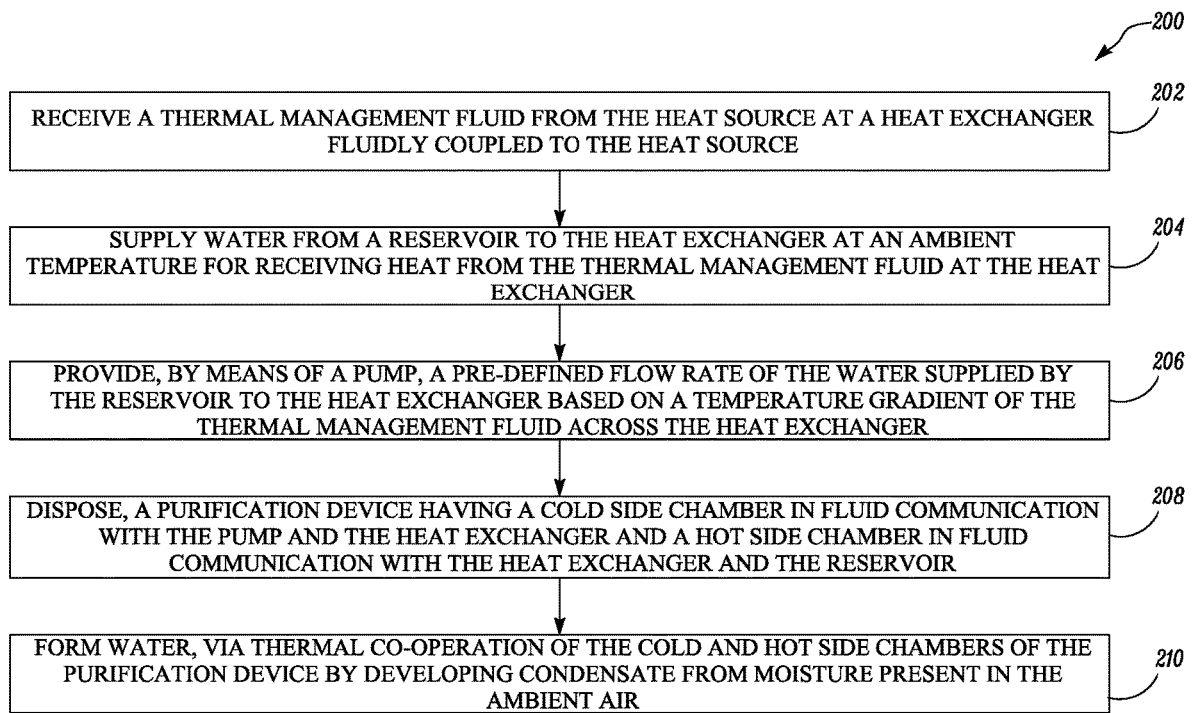 200
202
RECEIVE A THERMAL MANAGEMENT FLUID FROM THE HEAT SOURCE AT A HEAT EXCHANGER
FLUIDLY COUPLED TO THE HEAT SOURCE
204
SUPPLY WATER FROM A RESERVOIR TO THE HEAT EXCHANGER AT AN AMBIENT
TEMPERATURE FOR RECEIVING HEAT FROM THE THERMAL MANAGEMENT FLUID AT THE HEAT
EXCHANGER
206
PROVIDE, BY MEANS OF A PUMP, A PRE-DEFINED FLOW RATE OF THE WATER SUPPLIED BY
THE RESERVOIR TO THE HEAT EXCHANGER BASED ON A TEMPERATURE GRADIENT OF THE
THERMAL MANAGEMENT FLUID ACROSS THE HEAT EXCHANGER
208
DISPOSE, A PURIFICATION DEVICE HAVING A COLD SIDE CHAMBER IN FLUID COMMUNICATION
WITH THE PUMP AND THE HEAT EXCHANGER AND A HOT SIDE CHAMBER IN FLUID
COMMUNICATION WITH THE HEAT EXCHANGER AND THE RESERVOIR
210
FORM WATER, VIA THERMAL CO-OPERATION OF THE COLD AND HOT SIDE CHAMBERS OF THE
PURIFICATION DEVICE BY DEVELOPING CONDENSATE FROM MOISTURE PRESENT IN THE
AMBIENT AIR